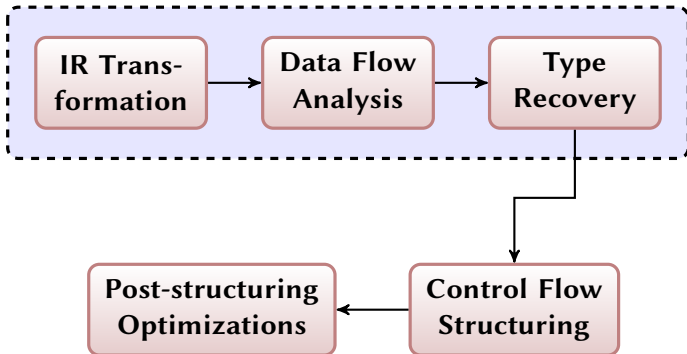 IR Trans-
formation
Data Flow
Analysis
Type
Recovery
Post-structuring
Optimizations
Control Flow
Structuring